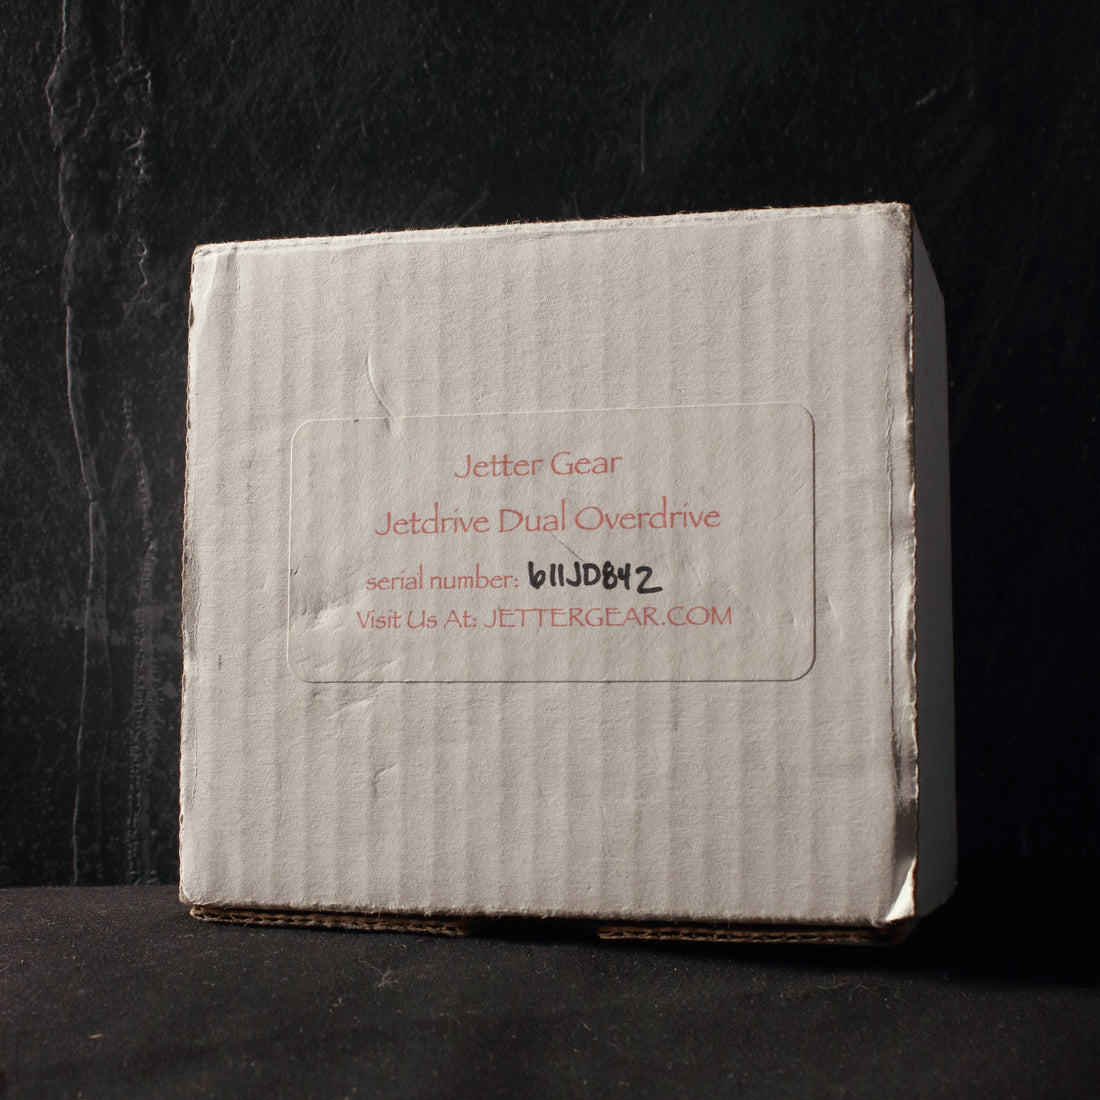 Jetter Gear
Jetdrive Dual Overdrive
serial number: 611JD842
Visit Us At: JETTERGEAR.COM